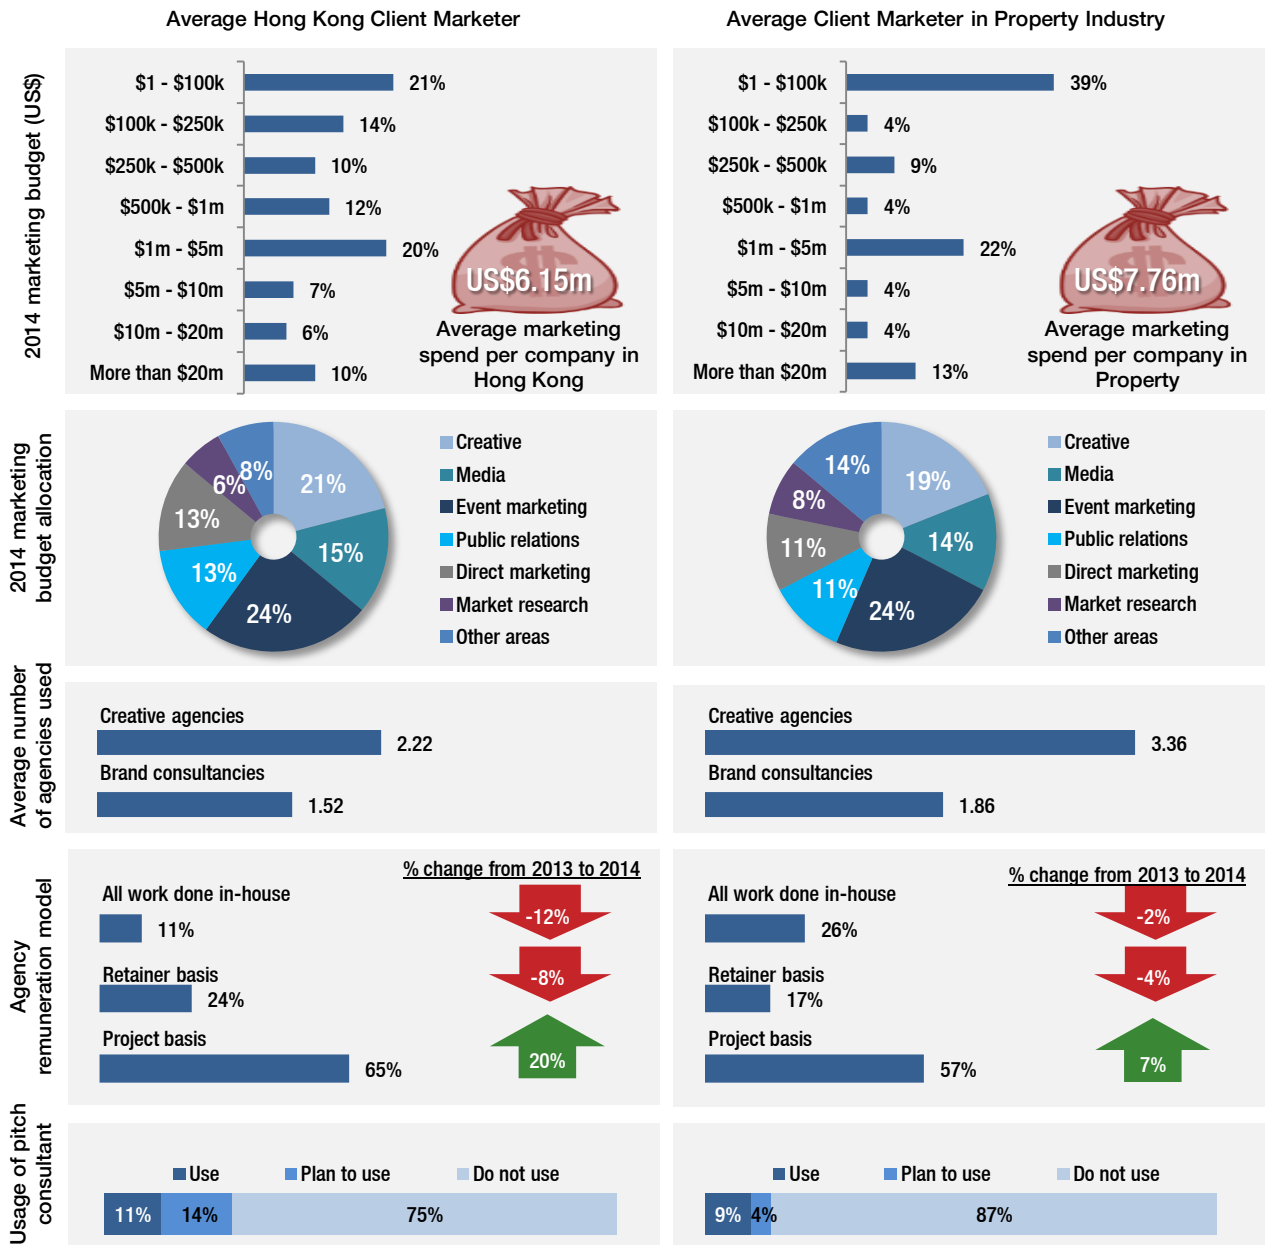 Average Hong Kong Client Marketer
Average Client Marketer in Property Industry
2014 marketing budget (US$)
$1 - $100k 21%
$100k - $250k 14%
$250k - $500k 10%
$500k - $1m 12%
$1m - $5m 20%
$5m - $10m 7%
$10m - $20m 6%
More than $20m 10%
US$6.15m
Average marketing
spend per company in
Hong Kong
$1 - $100k 39%
$100k - $250k 4%
$250k - $500k 9%
$500k - $1m 4%
$1m - $5m 22%
$5m - $10m 4%
$10m - $20m 4%
More than $20m 13%
US$7.76m
Average marketing
spend per company in
Property
2014 marketing
budget allocation
21%
15%
24%
13%
13%
6%
8%
Creative
Media
Event marketing
Public relations
Direct marketing
Market research
Other areas
19%
14%
24%
11%
11%
8%
14%
Creative
Media
Event marketing
Public relations
Direct marketing
Market research
Other areas
Average number
of agencies used
Creative agencies
2.22
Brand consultancies
1.52
Creative agencies
3.36
Brand consultancies
1.86
Agency
remuneration model
% change from 2013 to 2014
All work done in-house
11% -12%
Retainer basis
24% -8%
Project basis
65% 20%
% change from 2013 to 2014
All work done in-house
26% -2%
Retainer basis
17% -4%
Project basis
57% 7%
Usage of pitch
consultant
Use Plan to use Do not use
11% 14% 75%
Use Plan to use Do not use
9% 4% 87%